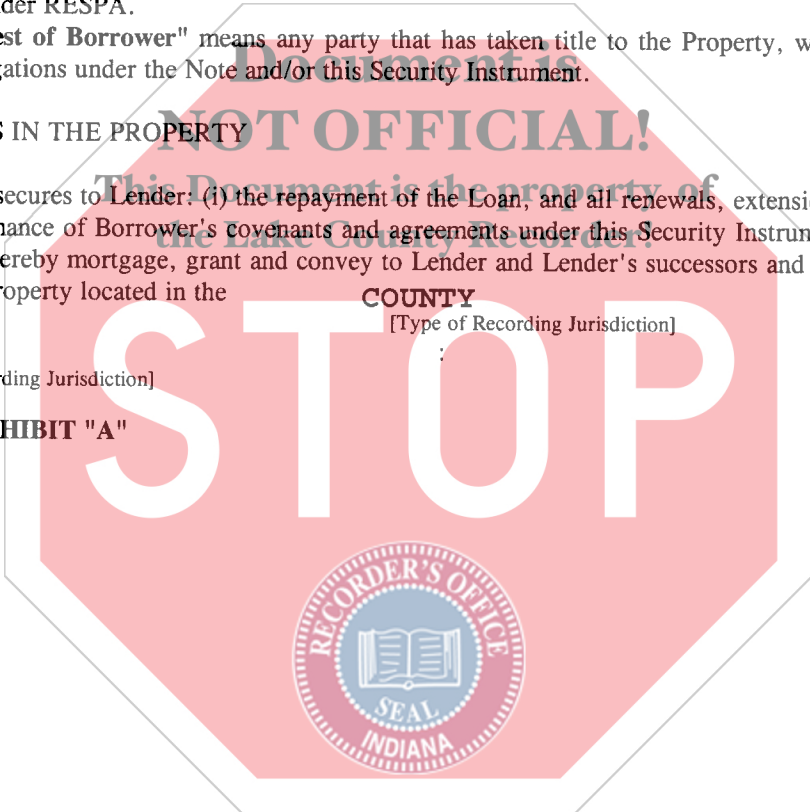 der RESPA.
est of Borrower" means any party that has taken title to the Property, w
gations under the Note and/or this Security Instrument.
Document is
NOT OFFICIAL!
S IN THE PROPERTY
This Document is the property of
the Lake County Recorder!
secures to Lender: (i) the repayment of the Loan, and all renewals, extensi
nance of Borrower's covenants and agreements under this Security Instrum
ereby mortgage, grant and convey to Lender and Lender's successors and
roperty located in the COUNTY
[Type of Recording Jurisdiction]
:
rding Jurisdiction]
HIBIT "A"
STOP
RECORDER'S OFFICE
SEAL
INDIANA